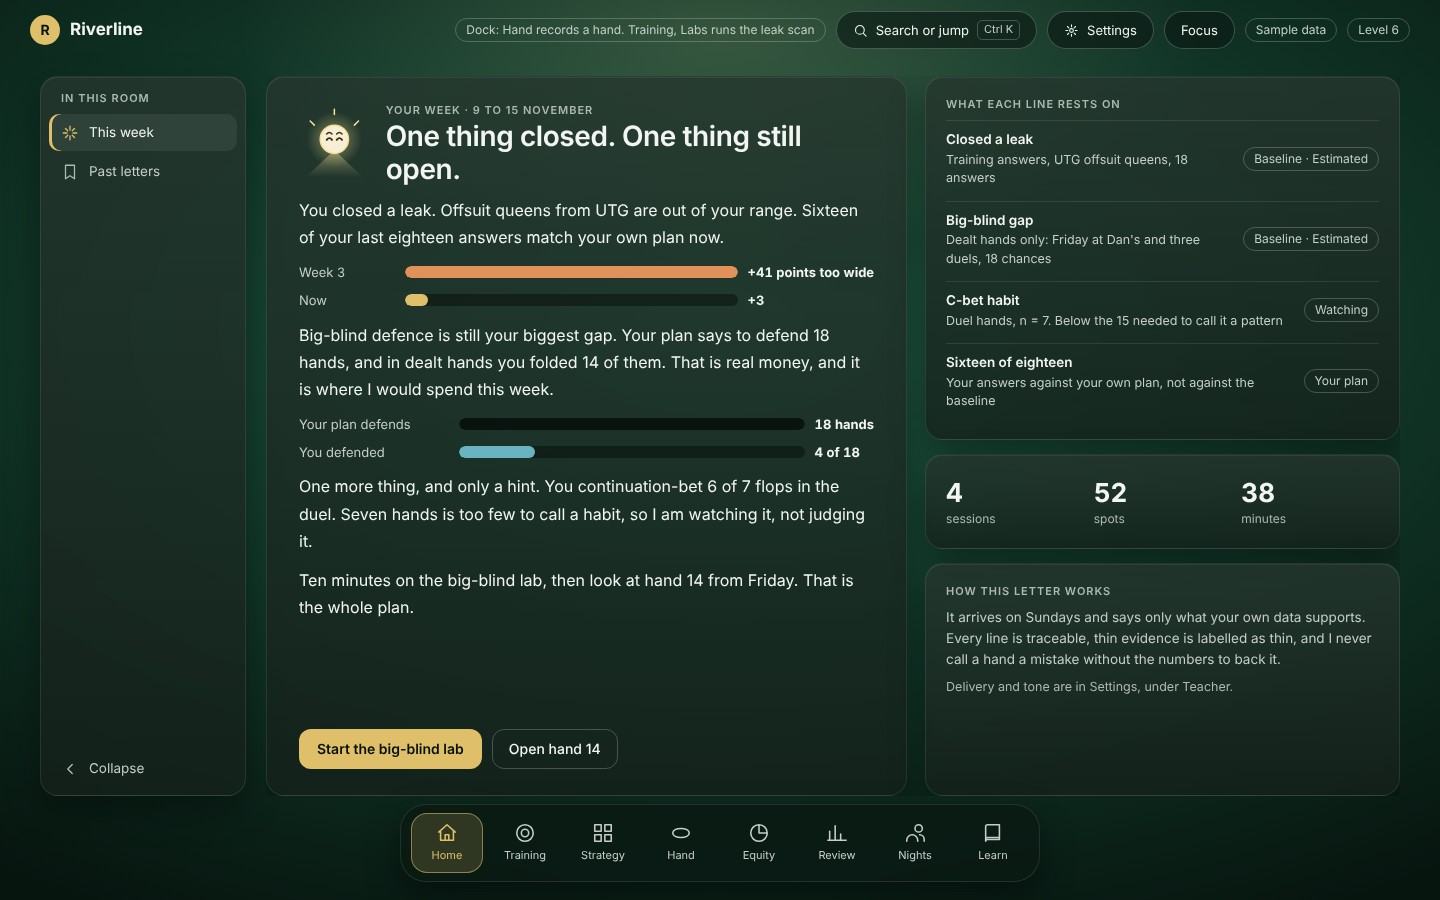 R Riverline
Dock: Hand records a hand. Training, Labs runs the leak scan
Search or jump Ctrl K
Settings
Focus
Sample data
Level 6
IN THIS ROOM
This week
Past letters
Collapse
YOUR WEEK · 9 TO 15 NOVEMBER
One thing closed. One thing still
open.
You closed a leak. Offsuit queens from UTG are out of your range. Sixteen
of your last eighteen answers match your own plan now.
Week 3 +41 points too wide
Now +3
Big-blind defence is still your biggest gap. Your plan says to defend 18
hands, and in dealt hands you folded 14 of them. That is real money, and it
is where I would spend this week.
Your plan defends 18 hands
You defended 4 of 18
One more thing, and only a hint. You continuation-bet 6 of 7 flops in the
duel. Seven hands is too few to call a habit, so I am watching it, not judging
it.
Ten minutes on the big-blind lab, then look at hand 14 from Friday. That is
the whole plan.
Start the big-blind lab
Open hand 14
WHAT EACH LINE RESTS ON
Closed a leak
Training answers, UTG offsuit queens, 18
answers
Baseline · Estimated
Big-blind gap
Dealt hands only: Friday at Dan's and three
duels, 18 chances
Baseline · Estimated
C-bet habit
Duel hands, n = 7. Below the 15 needed to call it a pattern
Watching
Sixteen of eighteen
Your answers against your own plan, not against the
baseline
Your plan
4 52 38
sessions spots minutes
HOW THIS LETTER WORKS
It arrives on Sundays and says only what your own data supports.
Every line is traceable, thin evidence is labelled as thin, and I never
call a hand a mistake without the numbers to back it.
Delivery and tone are in Settings, under Teacher.
Home Training Strategy Hand Equity Review Nights Learn